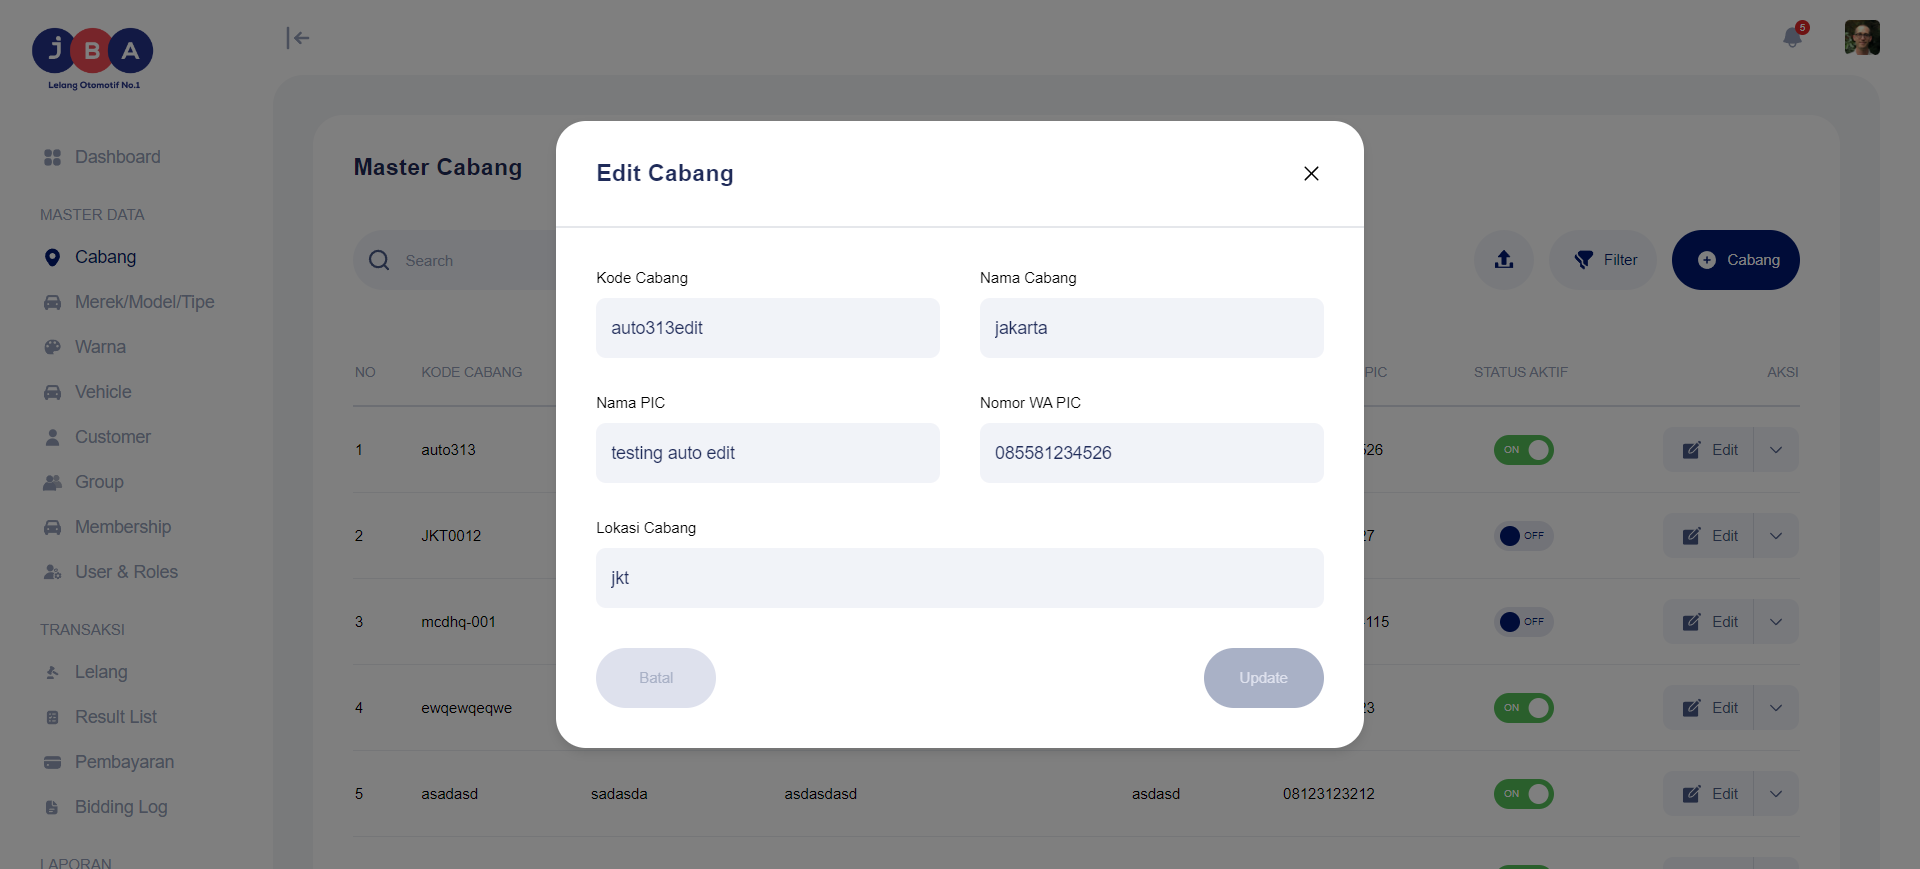 JBA
Lelang Otomotif No.1
5
Dashboard
MASTER DATA
Cabang
Merek/Model/Tipe
Warna
Vehicle
Customer
Group
Membership
User & Roles
TRANSAKSI
Lelang
Result List
Pembayaran
Bidding Log
LAPORAN
Master Cabang
Search
Filter
Cabang
NO KODE CABANG PIC STATUS AKTIF AKSI
1 auto313 526 ON Edit
2 JKT0012 27 OFF Edit
3 mcdhq-001 -115 OFF Edit
4 ewqewqeqwe 23 ON Edit
5 asadasd sadasda asdasdasd asdasd 08123123212 ON Edit
Edit Cabang
Kode Cabang
auto313edit
Nama Cabang
jakarta
Nama PIC
testing auto edit
Nomor WA PIC
085581234526
Lokasi Cabang
jkt
Batal
Update